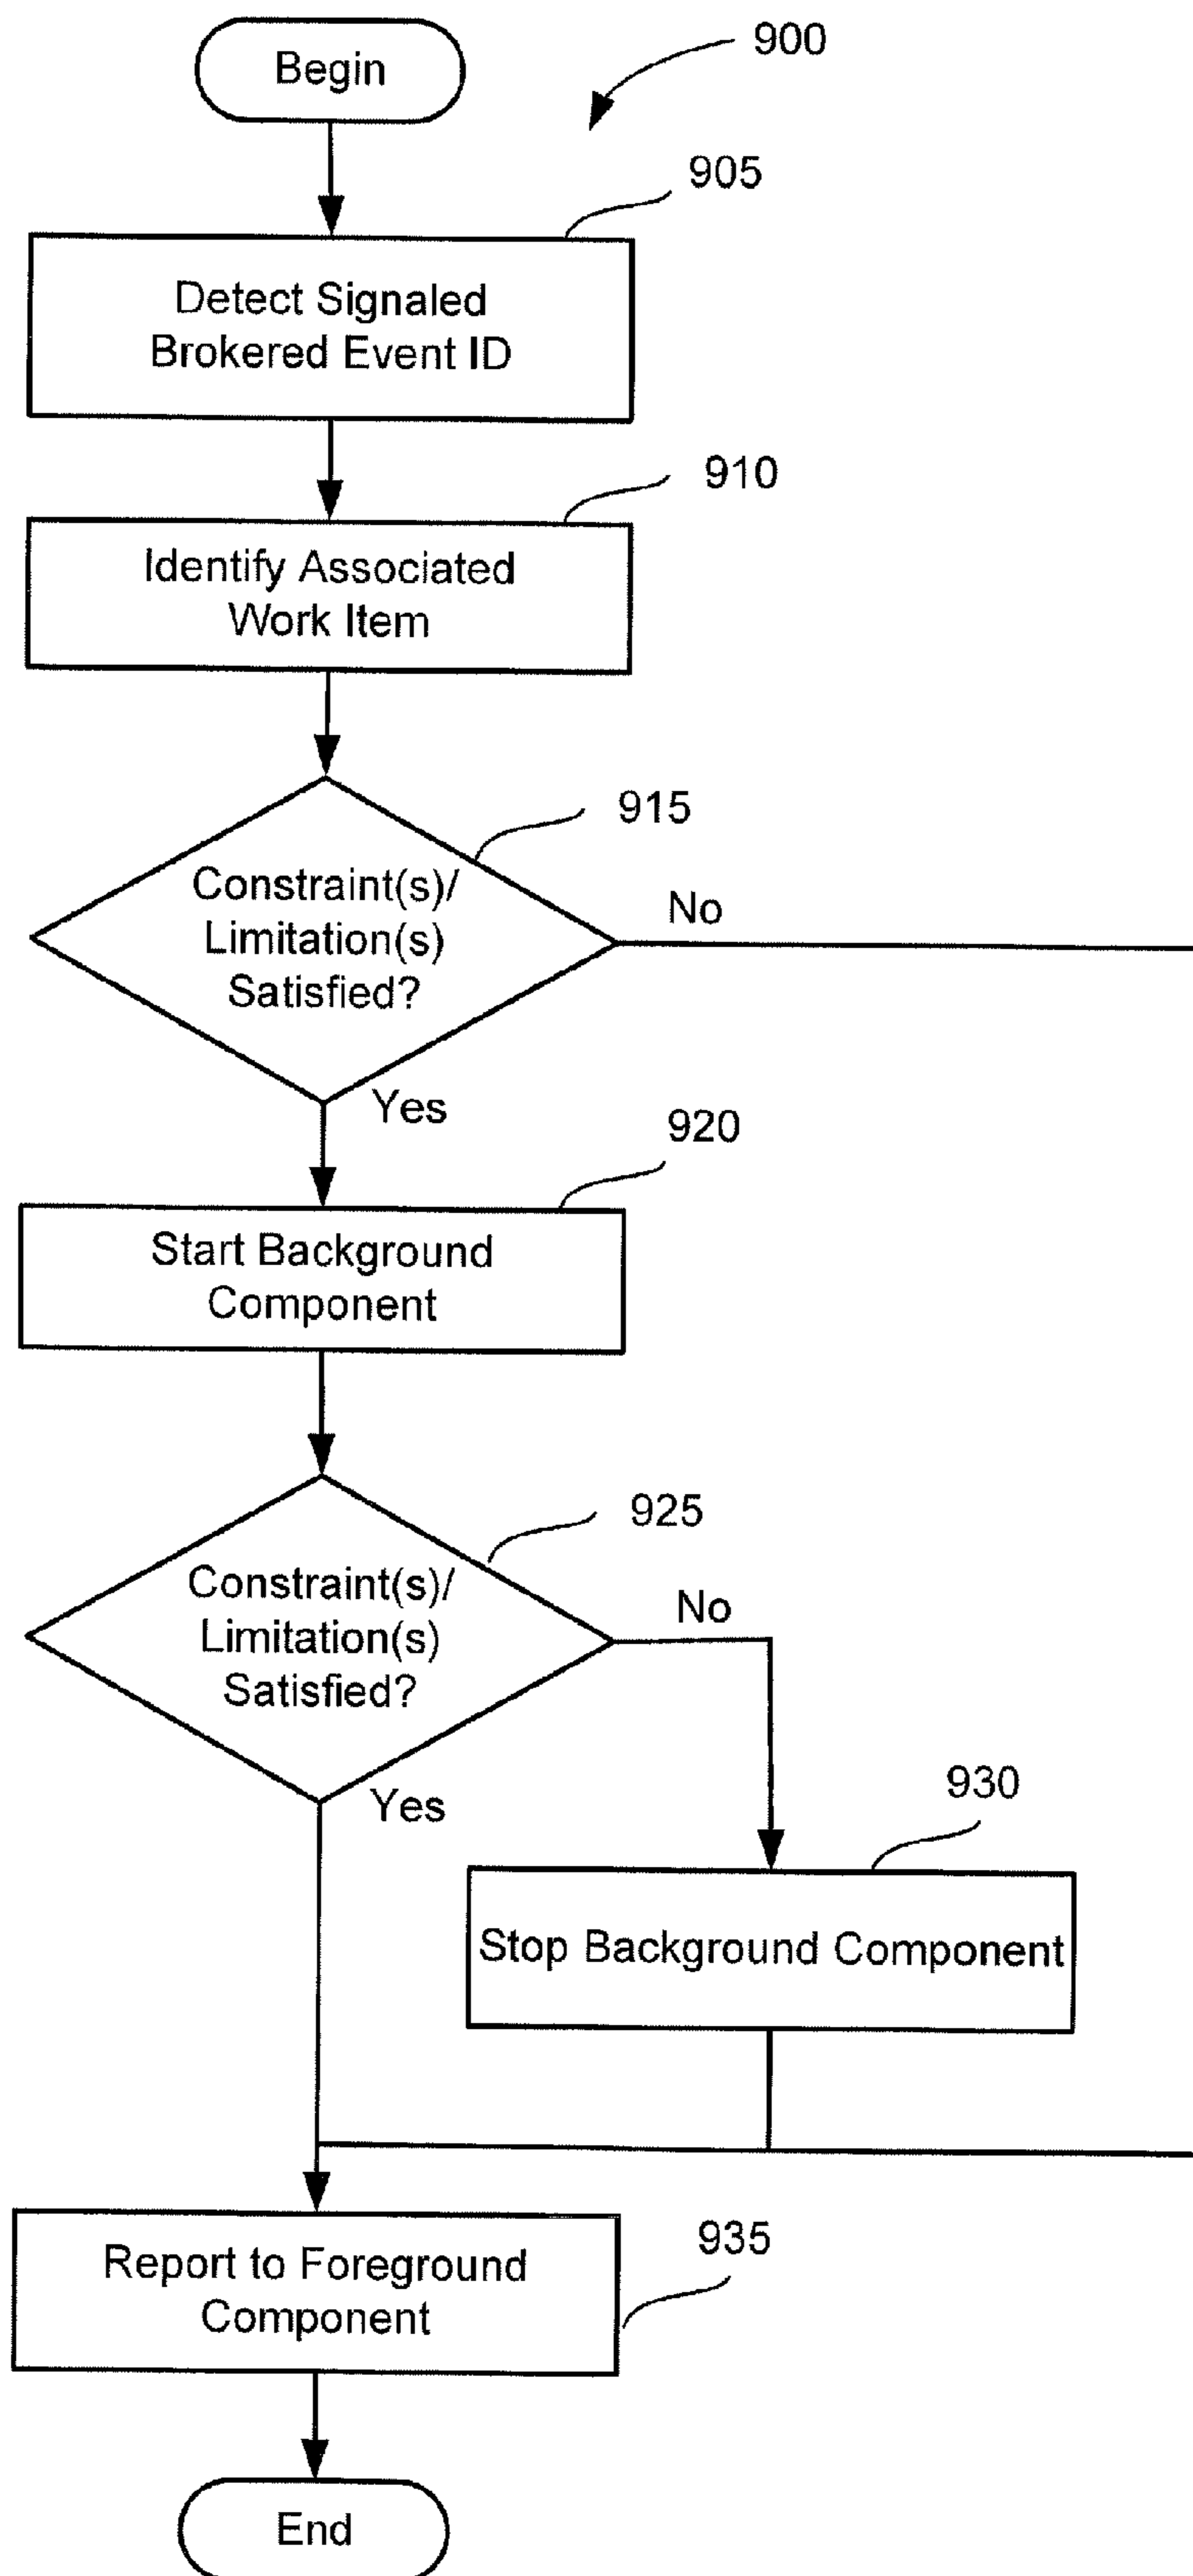 Begin
900
905
Detect Signaled
Brokered Event ID
910
Identify Associated
Work Item
915
Constraint(s)/
Limitation(s)
Satisfied?
No
Yes
920
Start Background
Component
925
Constraint(s)/
Limitation(s)
Satisfied?
No
Yes
930
Stop Background Component
935
Report to Foreground
Component
End